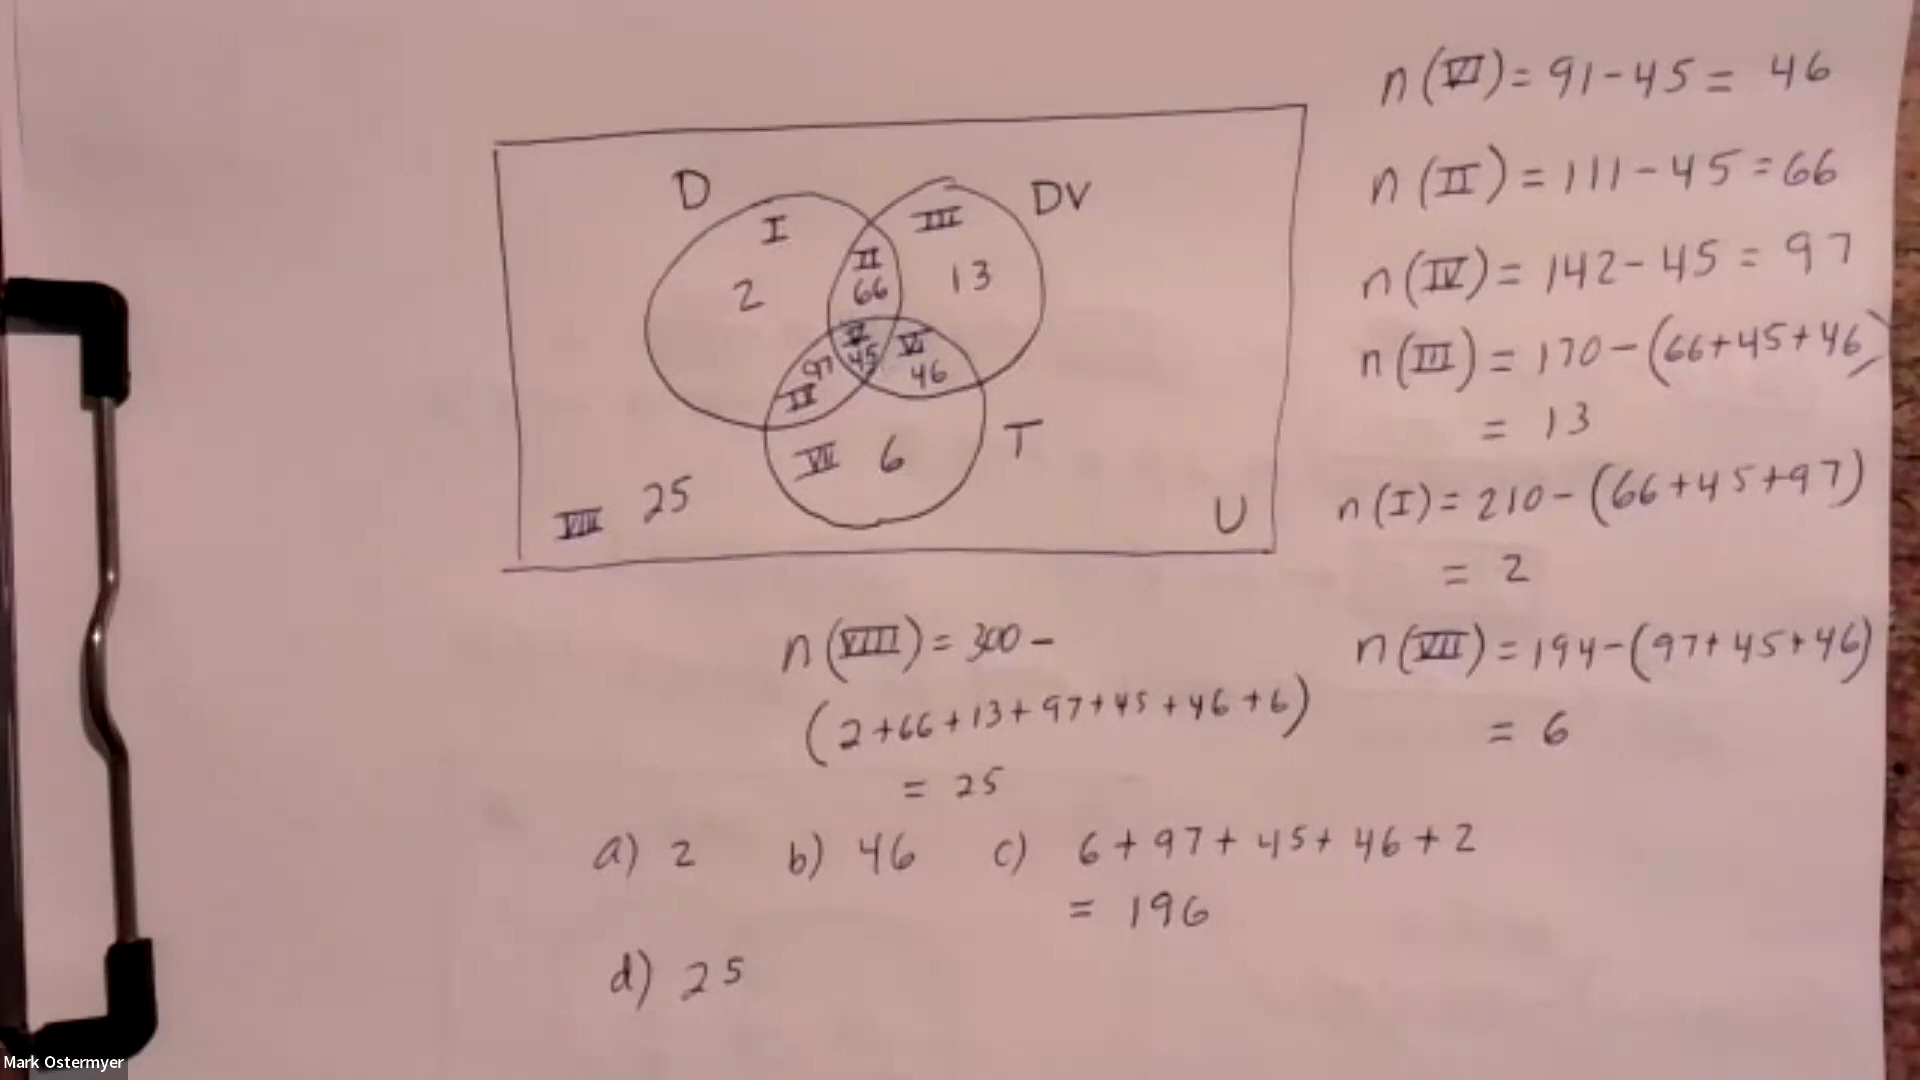 n (VI) = 91 - 45 = 46
n (II) = 111 - 45 = 66
n (IV) = 142 - 45 = 97
n (III) = 170 - (66+45+46)
= 13
n (I) = 210 - (66+45+97)
= 2
n (VII) = 194 - (97+45+46)
= 6
D
DV
I
III
II
2
66
13
V
VI
97
45
46
IV
T
VII 6
VIII 25
U
n (VIII) = 300 -
(2+66+13+97+45+46+6)
= 25
a) 2 b) 46 c) 6+97+45+46+2
= 196
d) 25
Mark Ostermyer